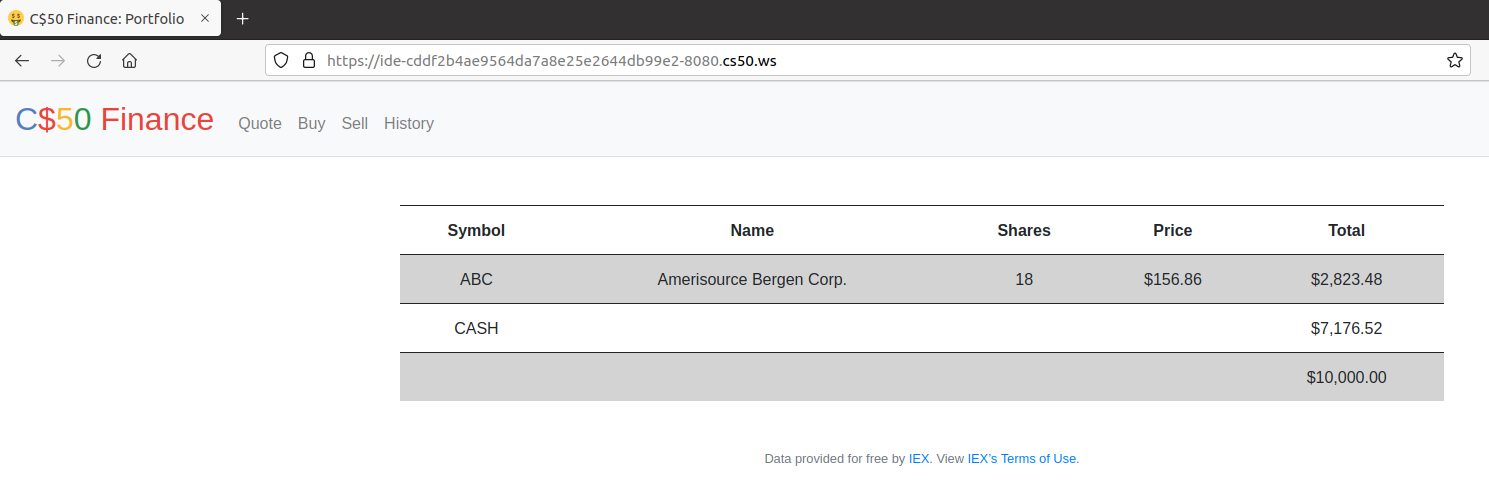 C$50 Finance: Portfolio
https://ide-cddf2b4ae9564da7a8e25e2644db99e2-8080.cs50.ws
C$50 Finance Quote Buy Sell History
Symbol Name Shares Price Total
ABC Amerisource Bergen Corp. 18 $156.86 $2,823.48
CASH $7,176.52
$10,000.00
Data provided for free by IEX. View IEX's Terms of Use.